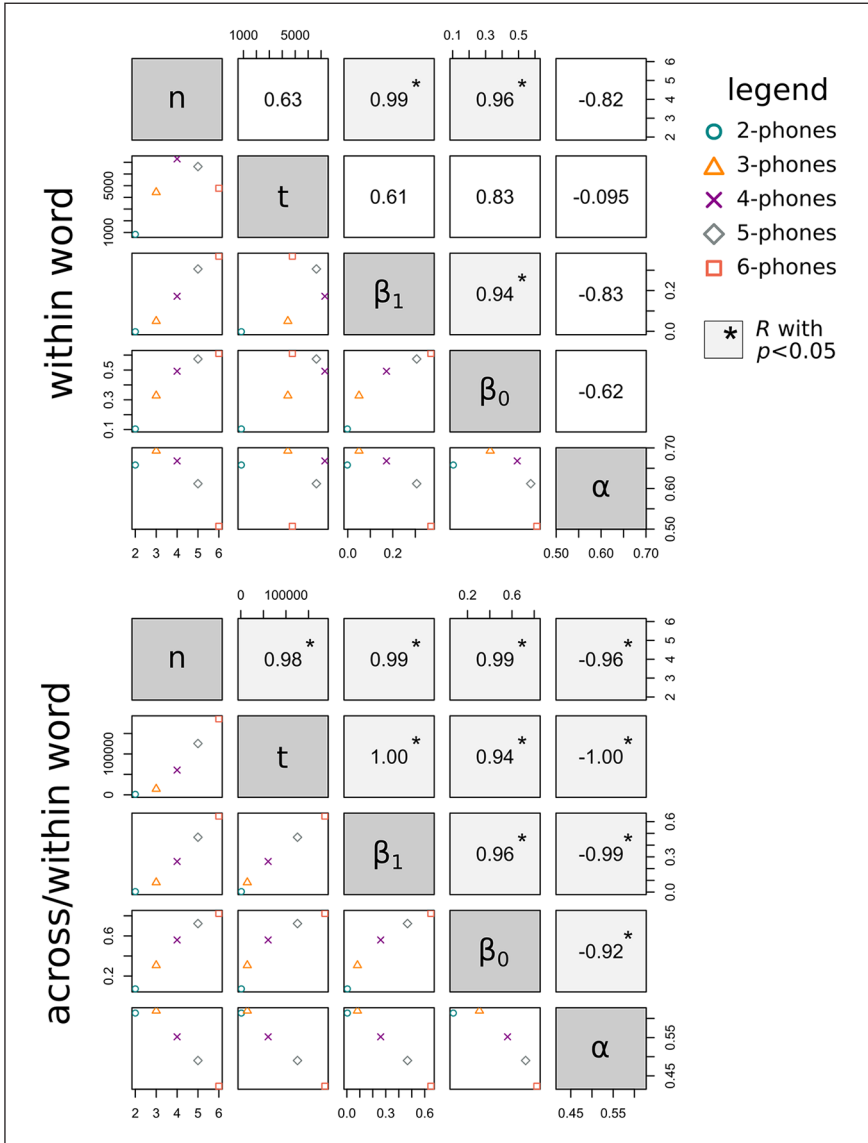 1000 5000
0.1 0.3 0.5
n
0.63
0.99 *
0.96 *
-0.82
2 3 4 5 6
legend
2-phones
3-phones
4-phones
5-phones
6-phones
* R with
p<0.05
within word
1000 5000
t
0.61
0.83
-0.095
β1
0.94 *
-0.83
0.0 0.2
0.1 0.3 0.5
β0
-0.62
α
0.50 0.60 0.70
2 3 4 5 6
0.0 0.2
0.50 0.60 0.70
0 100000
0.2 0.6
across/within word
n
0.98 *
0.99 *
0.99 *
-0.96 *
2 3 4 5 6
0 100000
t
1.00 *
0.94 *
-1.00 *
β1
0.96 *
-0.99 *
0.0 0.3 0.6
0.2 0.6
β0
-0.92 *
α
0.45 0.55
2 3 4 5 6
0.0 0.3 0.6
0.45 0.55